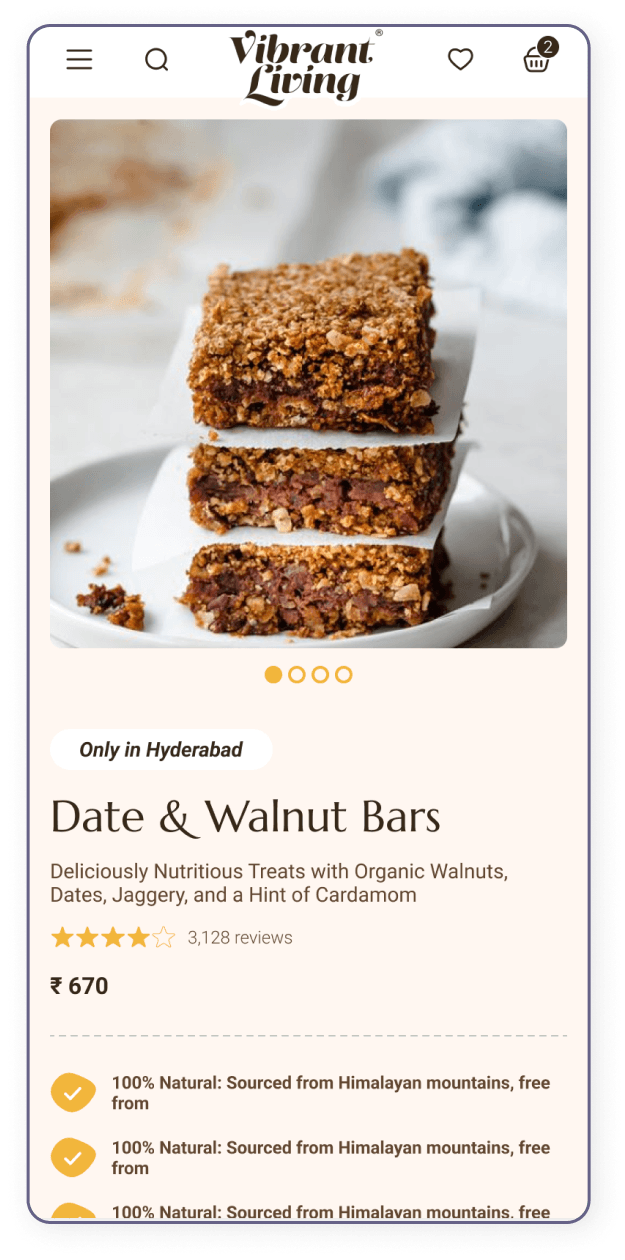 Vibrant
Living
®
2
Only in Hyderabad
Date & Walnut Bars
Deliciously Nutritious Treats with Organic Walnuts,
Dates, Jaggery, and a Hint of Cardamom
3,128 reviews
₹ 670
100% Natural: Sourced from Himalayan mountains, free
from
100% Natural: Sourced from Himalayan mountains, free
from
100% Natural: Sourced from Himalayan mountains, free